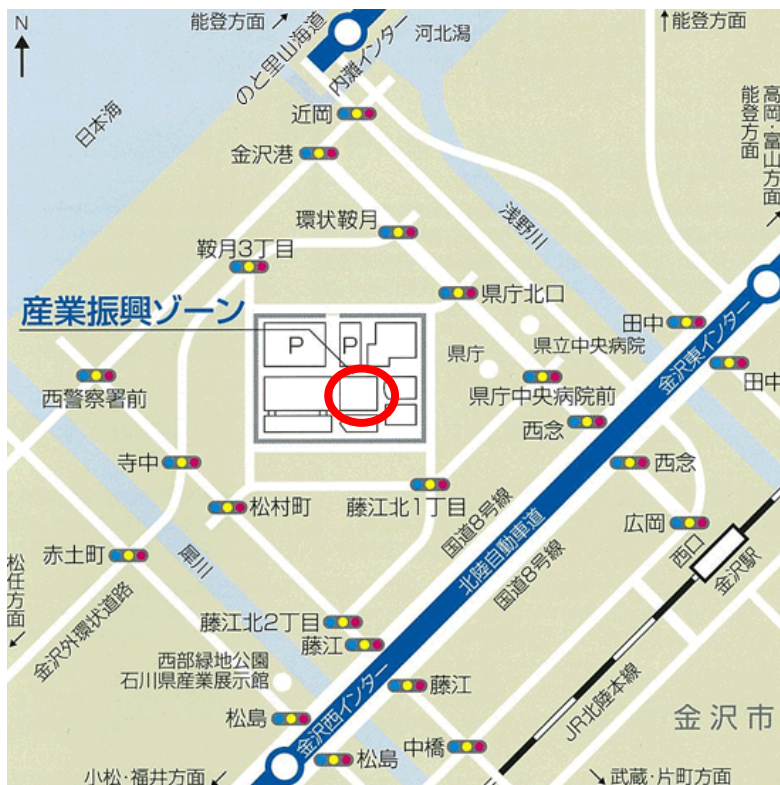 N
能登方面
のと里山海道
内灘インター
河北潟
能登方面
日本海
近岡
高岡・富山方面
能登方面
金沢港
環状鞍月
浅野川
鞍月3丁目
県庁北口
産業振興ゾーン
P
P
県庁
県立中央病院
田中
金沢東インター
田中
西警察署前
県庁中央病院前
西念
西念
寺中
松村町
藤江北1丁目
国道8号線
広岡
西口
金沢駅
赤土町
犀川
北陸自動車道
国道8号線
松任方面
金沢外環状道路
藤江北2丁目
藤江
西部緑地公園
石川県産業展示館
藤江
松島
金沢西インター
JR北陸本線
金沢市
松島
中橋
小松・福井方面
武蔵・片町方面